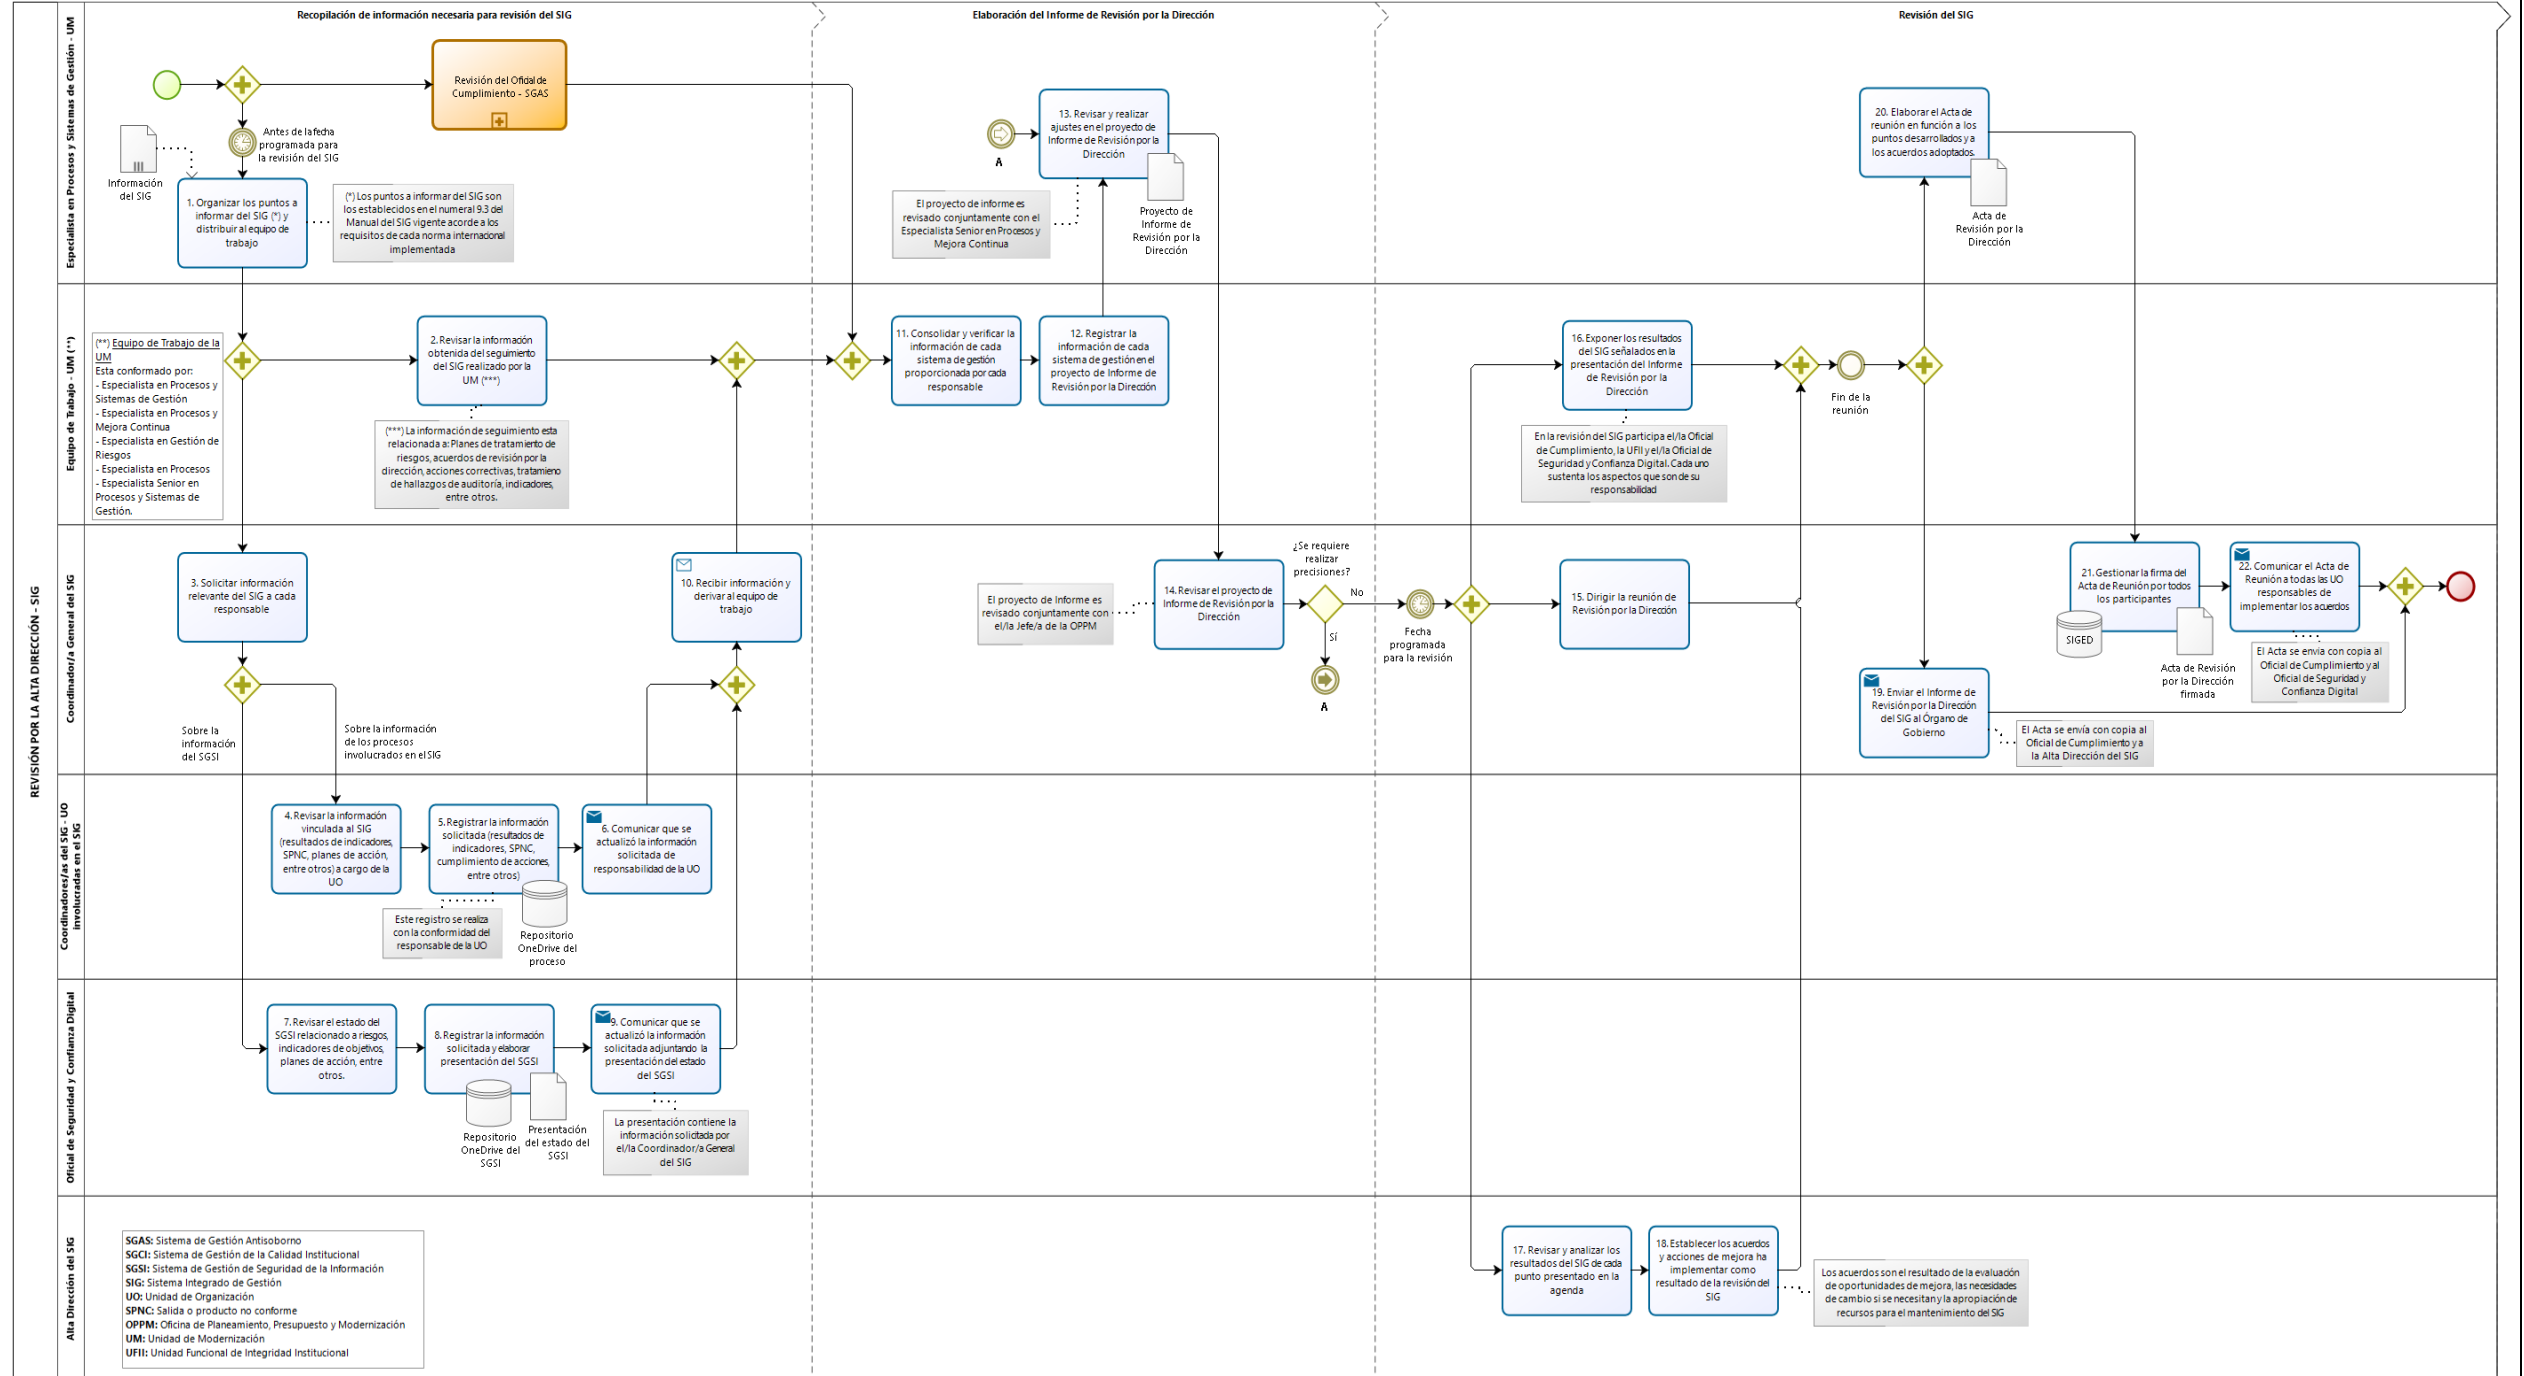 Recopilación de información necesaria para revisión del SIG
Elaboración del Informe de Revisión por la Dirección
Revisión del SIG
REVISIÓN POR LA ALTA DIRECCIÓN - SIG
Especialista en Procesos y Sistemas de Gestión - UM
Revisión del Oficial de
Cumplimiento - SGAS
Antes de la fecha
programada para
la revisión del SIG
Información
del SIG
1. Organizar los puntos a
informar del SIG (*) y
distribuir al equipo de
trabajo
(*) Los puntos a informar del SIG son
los establecidos en el numeral 9.3 del
Manual del SIG vigente acorde a los
requisitos de cada norma internacional
implementada
A
13. Revisar y realizar
ajustes en el proyecto de
Informe de Revisión por la
Dirección
El proyecto de informe es
revisado conjuntamente con el
Especialista Senior en Procesos y
Mejora Continua
Proyecto de
Informe de
Revisión por la
Dirección
20. Elaborar el Acta de
reunión en función a los
puntos desarrollados y a
los acuerdos adoptados.
Acta de
Revisión por la
Dirección
Equipo de Trabajo - UM (**)
(**) Equipo de Trabajo de la
UM
Esta conformado por:
- Especialista en Procesos y
Sistemas de Gestión
- Especialista en Procesos y
Mejora Continua
- Especialista en Gestión de
Riesgos
- Especialista en Procesos
- Especialista Senior en
Procesos y Sistemas de
Gestión.
2. Revisar la información
obtenida del seguimiento
del SIG realizado por la
UM (***)
(***) La información de seguimiento esta
relacionada a: Planes de tratamiento de
riesgos, acuerdos de revisión por la
dirección, acciones correctivas, tratamieno
de hallazgos de auditoría, indicadores,
entre otros.
11. Consolidar y verificar la
información de cada
sistema de gestión
proporcionada por cada
responsable
12. Registrar la
información de cada
sistema de gestión en el
proyecto de Informe de
Revisión por la Dirección
16. Exponer los resultados
del SIG señalados en la
presentación del Informe
de Revisión por la
Dirección
En la revisión del SIG participa el/la Oficial
de Cumplimiento, la UFII y el/la Oficial de
Seguridad y Confianza Digital. Cada uno
sustenta los aspectos que son de su
responsabilidad
Fin de la
reunión
Coordinador/a General del SIG
3. Solicitar información
relevante del SIG a cada
responsable
Sobre la
información
del SGSI
Sobre la información
de los procesos
involucrados en el SIG
10. Recibir información y
derivar al equipo de
trabajo
El proyecto de Informe es
revisado conjuntamente con
el/la Jefe/a de la OPPM
14. Revisar el proyecto de
Informe de Revisión por la
Dirección
¿Se requiere
realizar
precisiones?
No
Sí
A
Fecha
programada
para la revisión
15. Dirigir la reunión de
Revisión por la Dirección
19. Enviar el Informe de
Revisión por la Dirección
del SIG al Órgano de
Gobierno
El Acta se envía con copia al
Oficial de Cumplimiento y a
la Alta Dirección del SIG
21. Gestionar la firma del
Acta de Reunión por todos
los participantes
SIGED
Acta de Revisión
por la Dirección
firmada
22. Comunicar el Acta de
Reunión a todas las UO
responsables de
implementar los acuerdos
El Acta se envía con copia al
Oficial de Cumplimiento y al
Oficial de Seguridad y
Confianza Digital
Coordinadores/as del SIG - UO
involucradas en el SIG
4. Revisar la información
vinculada al SIG
(resultados de indicadores,
SPNC, planes de acción,
entre otros) a cargo de la
UO
5. Registrar la información
solicitada (resultados de
indicadores, SPNC,
cumplimiento de acciones,
entre otros)
Este registro se realiza
con la conformidad del
responsable de la UO
Repositorio
OneDrive del
proceso
6. Comunicar que se
actualizó la información
solicitada de
responsabilidad de la UO
Oficial de Seguridad y Confianza Digital
7. Revisar el estado del
SGSI relacionado a riesgos,
indicadores de objetivos,
planes de acción, entre
otros.
8. Registrar la información
solicitada y elaborar
presentación del SGSI
Repositorio
OneDrive del
SGSI
Presentación
del estado del
SGSI
9. Comunicar que se
actualizó la información
solicitada adjuntando la
presentación del estado
del SGSI
La presentación contiene la
información solicitada por
el/la Coordinador/a General
del SIG
Alta Dirección del SIG
SGAS: Sistema de Gestión Antisoborno
SGCI: Sistema de Gestión de la Calidad Institucional
SGSI: Sistema de Gestión de Seguridad de la Información
SIG: Sistema Integrado de Gestión
UO: Unidad de Organización
SPNC: Salida o producto no conforme
OPPM: Oficina de Planeamiento, Presupuesto y Modernización
UM: Unidad de Modernización
UFII: Unidad Funcional de Integridad Institucional
17. Revisar y analizar los
resultados del SIG de cada
punto presentado en la
agenda
18. Establecer los acuerdos
y acciones de mejora ha
implementar como
resultado de la revisión del
SIG
Los acuerdos son el resultado de la evaluación
de oportunidades de mejora, las necesidades
de cambio si se necesitan y la apropiación de
recursos para el mantenimiento del SIG